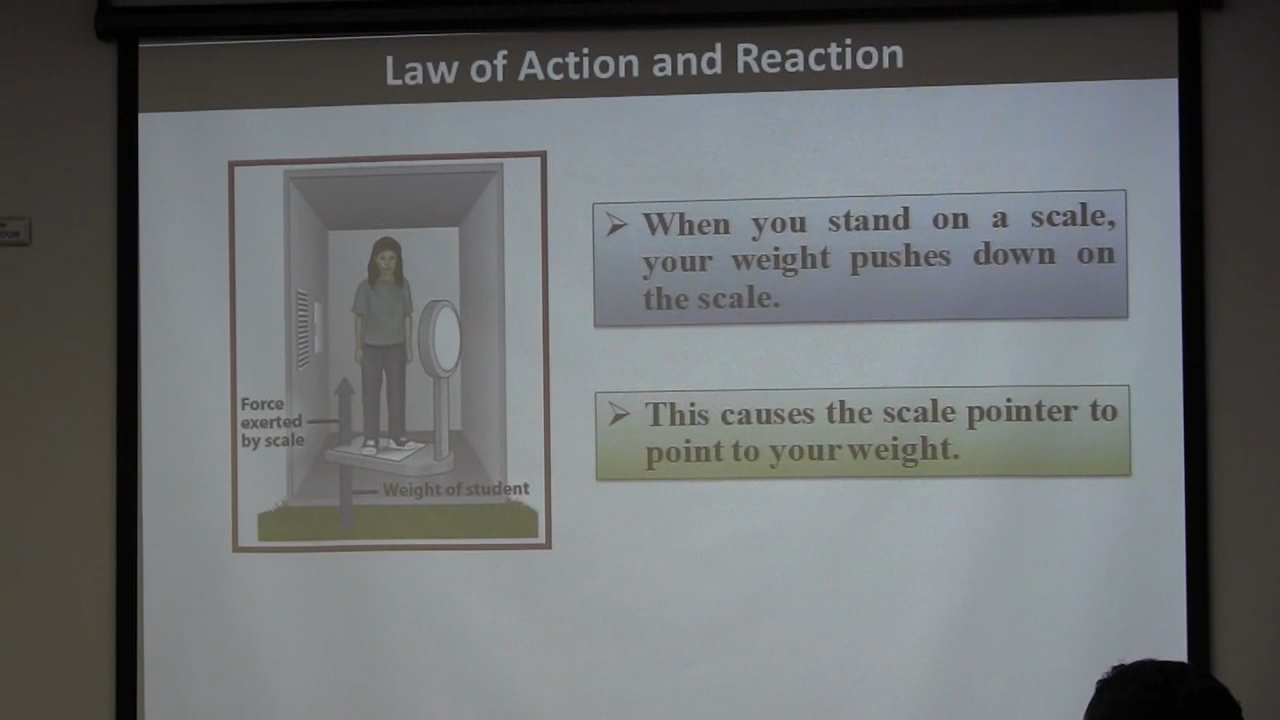 Law of Action and Reaction
➢ When you stand on a scale,
your weight pushes down on
the scale.
➢ This causes the scale pointer to
point to your weight.
Force
exerted
by scale
Weight of student